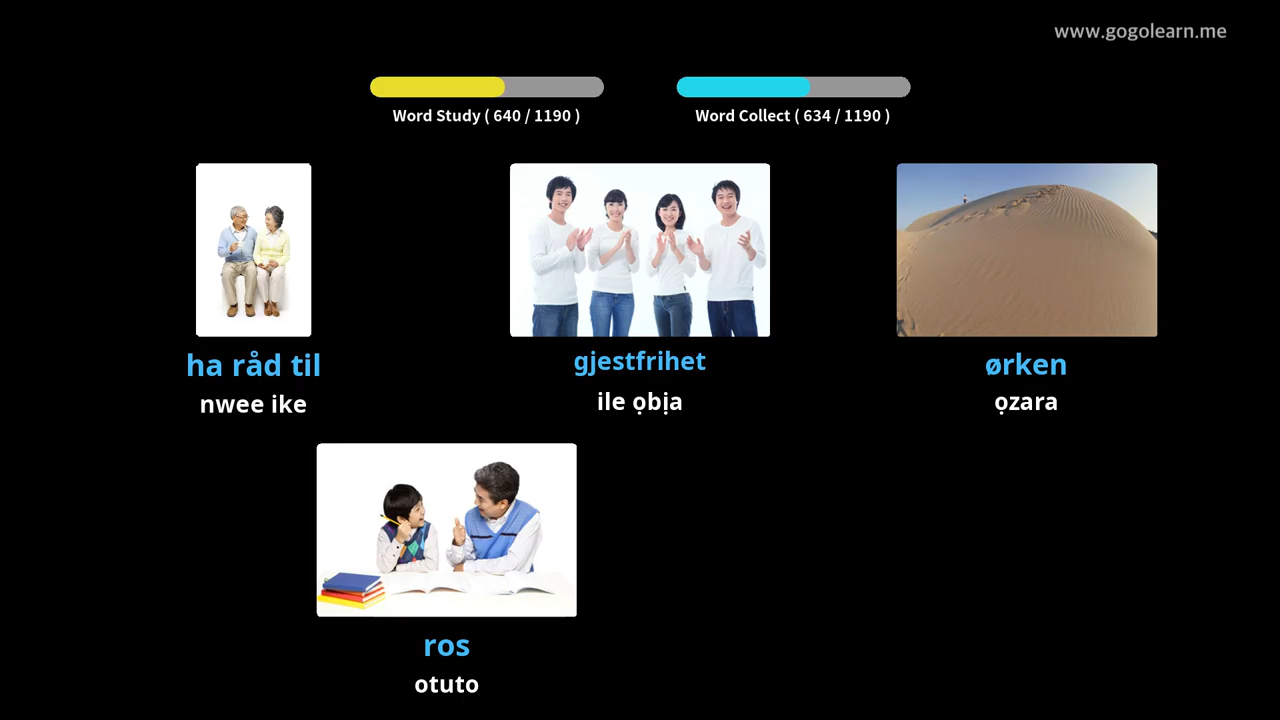 www.gogolearn.me
Word Study ( 640 / 1190 )
Word Collect ( 634 / 1190 )
ha råd til
nwee ike
gjestfrihet
ile ọbịa
ørken
ọzara
ros
otuto